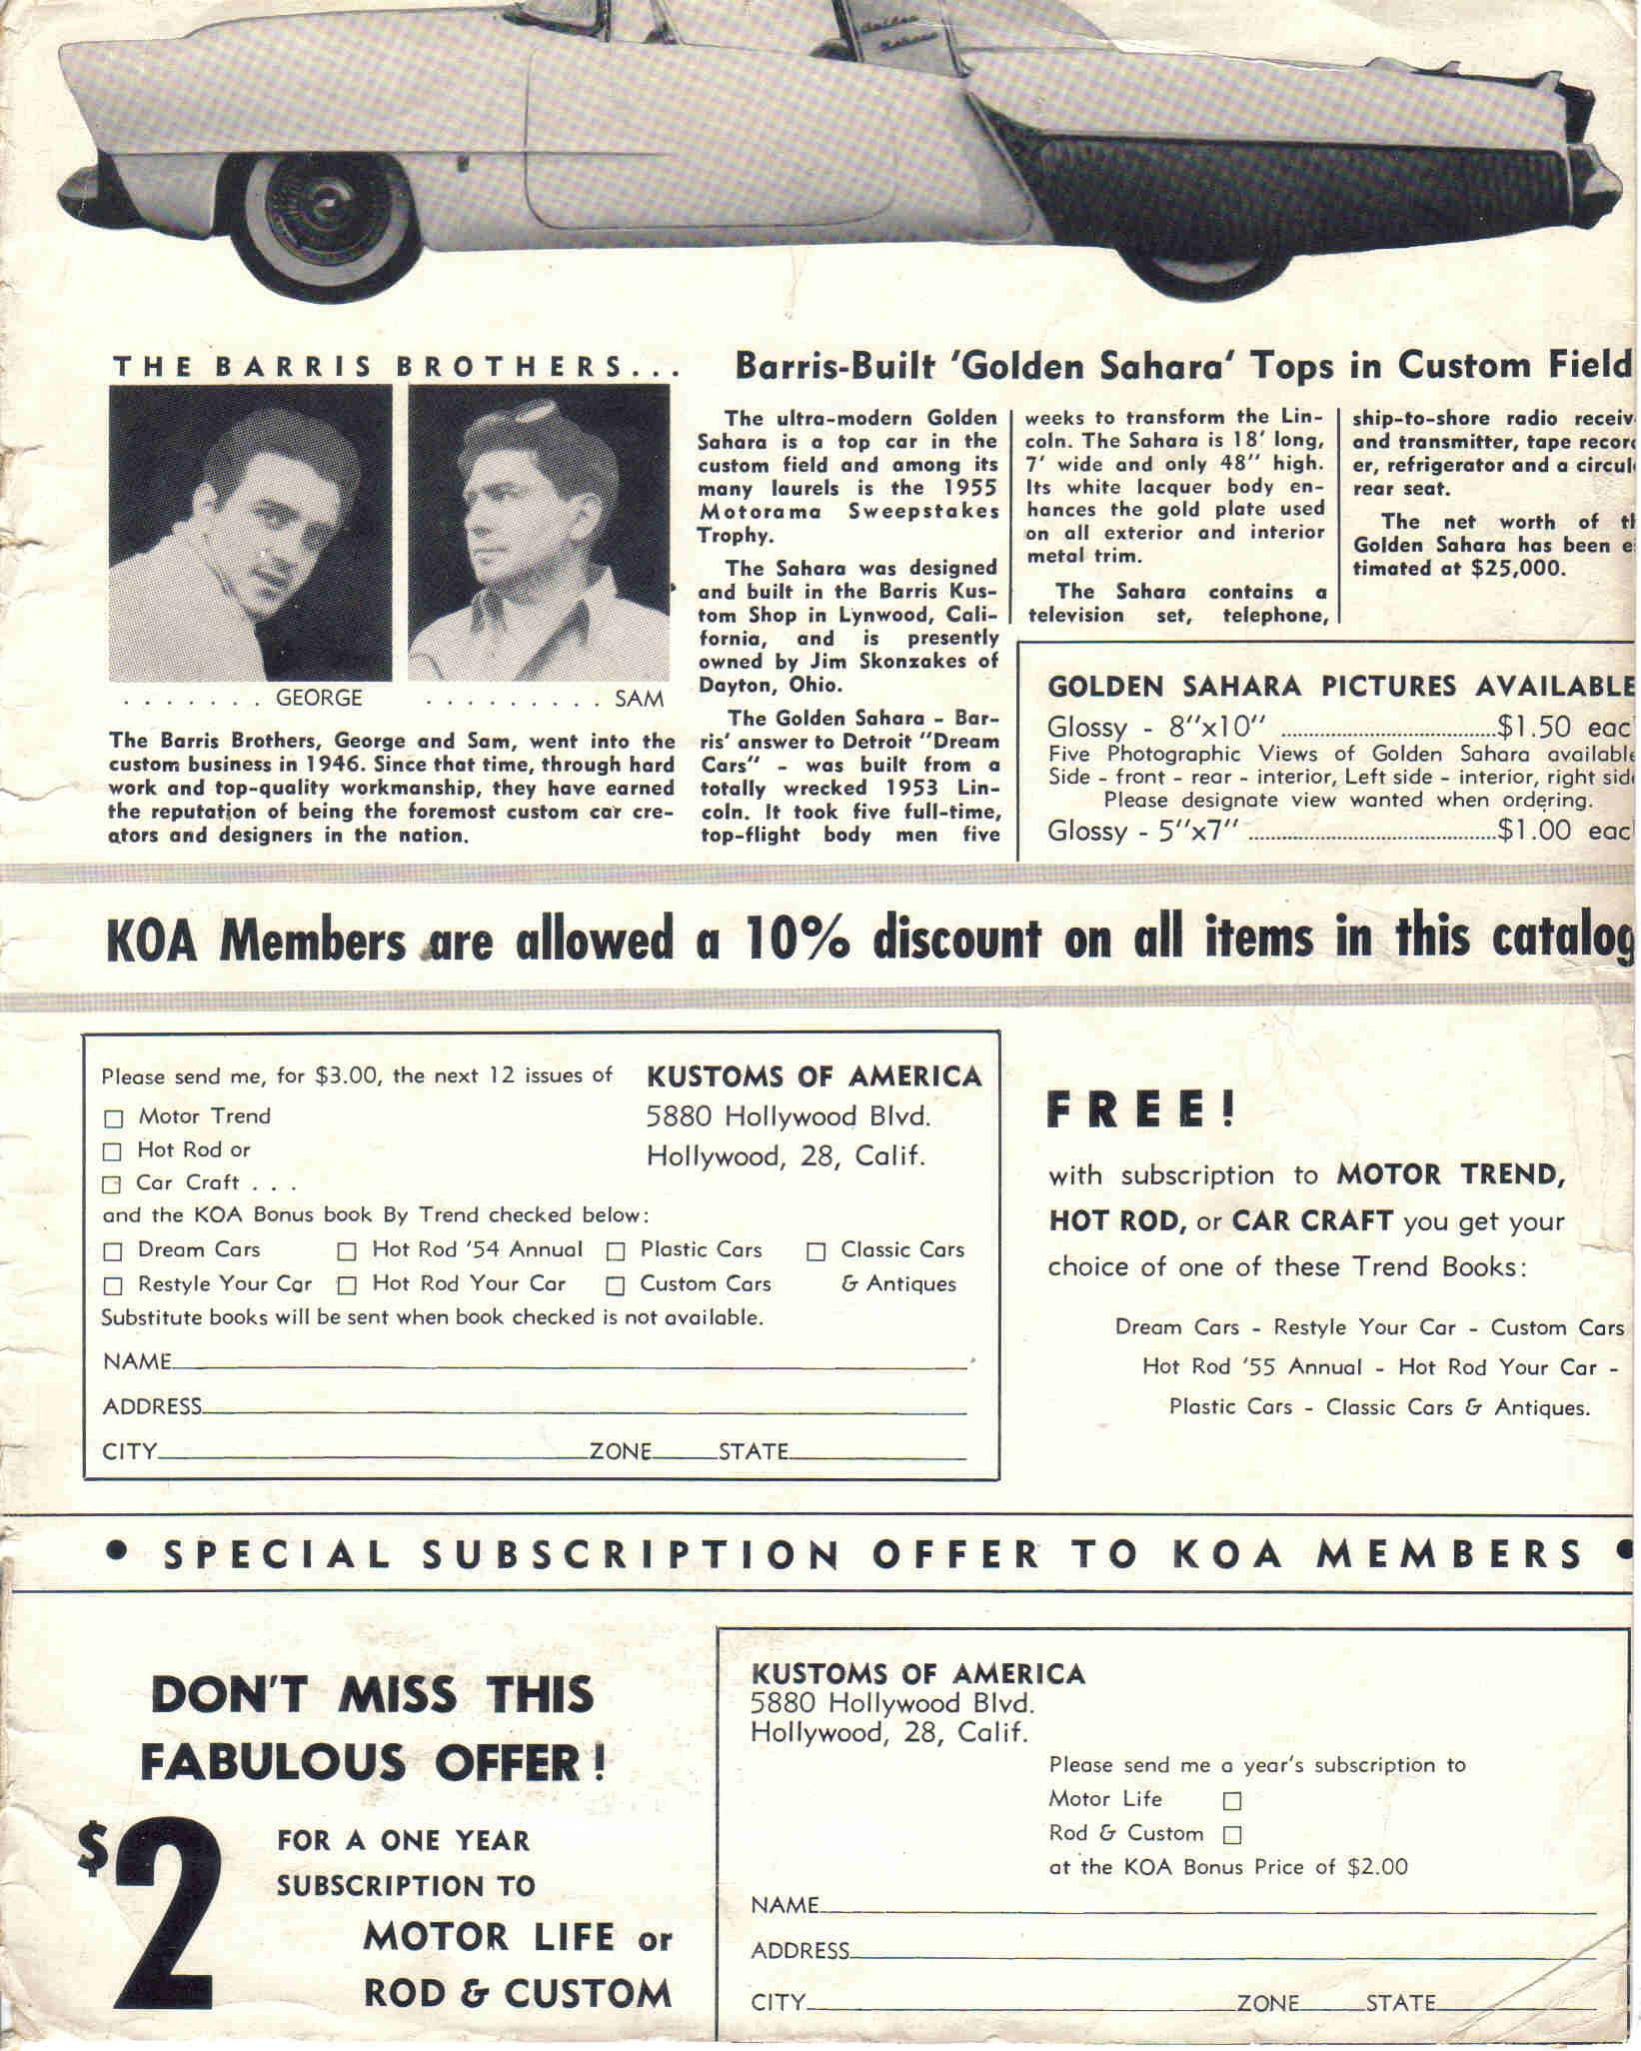 Golden
Sahara
THE BARRIS BROTHERS...
. . . . . . . GEORGE
. . . . . . . . . . SAM
The Barris Brothers, George and Sam, went into the
custom business in 1946. Since that time, through hard
work and top-quality workmanship, they have earned
the reputation of being the foremost custom car cre-
ators and designers in the nation.
Barris-Built 'Golden Sahara' Tops in Custom Field
The ultra-modern Golden
Sahara is a top car in the
custom field and among its
many laurels is the 1955
Motorama Sweepstakes
Trophy.
The Sahara was designed
and built in the Barris Kus-
tom Shop in Lynwood, Cali-
fornia, and is presently
owned by Jim Skonzakes of
Dayton, Ohio.
The Golden Sahara - Bar-
ris' answer to Detroit "Dream
Cars" - was built from a
totally wrecked 1953 Lin-
coln. It took five full-time,
top-flight body men five
weeks to transform the Lin-
coln. The Sahara is 18' long,
7' wide and only 48" high.
Its white lacquer body en-
hances the gold plate used
on all exterior and interior
metal trim.
The Sahara contains a
television set, telephone,
ship-to-shore radio receiv
and transmitter, tape recor
er, refrigerator and a circul
rear seat.
The net worth of t
Golden Sahara has been e
timated at $25,000.
GOLDEN SAHARA PICTURES AVAILABLE
Glossy - 8"x10" ........................ $1.50 eac
Five Photographic Views of Golden Sahara available
Side - front - rear - interior, Left side - interior, right sid
Please designate view wanted when ordering.
Glossy - 5"x7" ........................ $1.00 eac
KOA Members are allowed a 10% discount on all items in this catalog
Please send me, for $3.00, the next 12 issues of
☐ Motor Trend
☐ Hot Rod or
☐ Car Craft . . .
KUSTOMS OF AMERICA
5880 Hollywood Blvd.
Hollywood, 28, Calif.
and the KOA Bonus book By Trend checked below:
☐ Dream Cars ☐ Hot Rod '54 Annual ☐ Plastic Cars ☐ Classic Cars
☐ Restyle Your Car ☐ Hot Rod Your Car ☐ Custom Cars & Antiques
Substitute books will be sent when book checked is not available.
NAME
ADDRESS
CITY ZONE STATE
FREE!
with subscription to MOTOR TREND,
HOT ROD, or CAR CRAFT you get your
choice of one of these Trend Books:
Dream Cars - Restyle Your Car - Custom Cars
Hot Rod '55 Annual - Hot Rod Your Car -
Plastic Cars - Classic Cars & Antiques.
• SPECIAL SUBSCRIPTION OFFER TO KOA MEMBERS •
DON'T MISS THIS
FABULOUS OFFER!
$2
FOR A ONE YEAR
SUBSCRIPTION TO
MOTOR LIFE or
ROD & CUSTOM
KUSTOMS OF AMERICA
5880 Hollywood Blvd.
Hollywood, 28, Calif.
Please send me a year's subscription to
Motor Life ☐
Rod & Custom ☐
at the KOA Bonus Price of $2.00
NAME
ADDRESS
CITY ZONE STATE